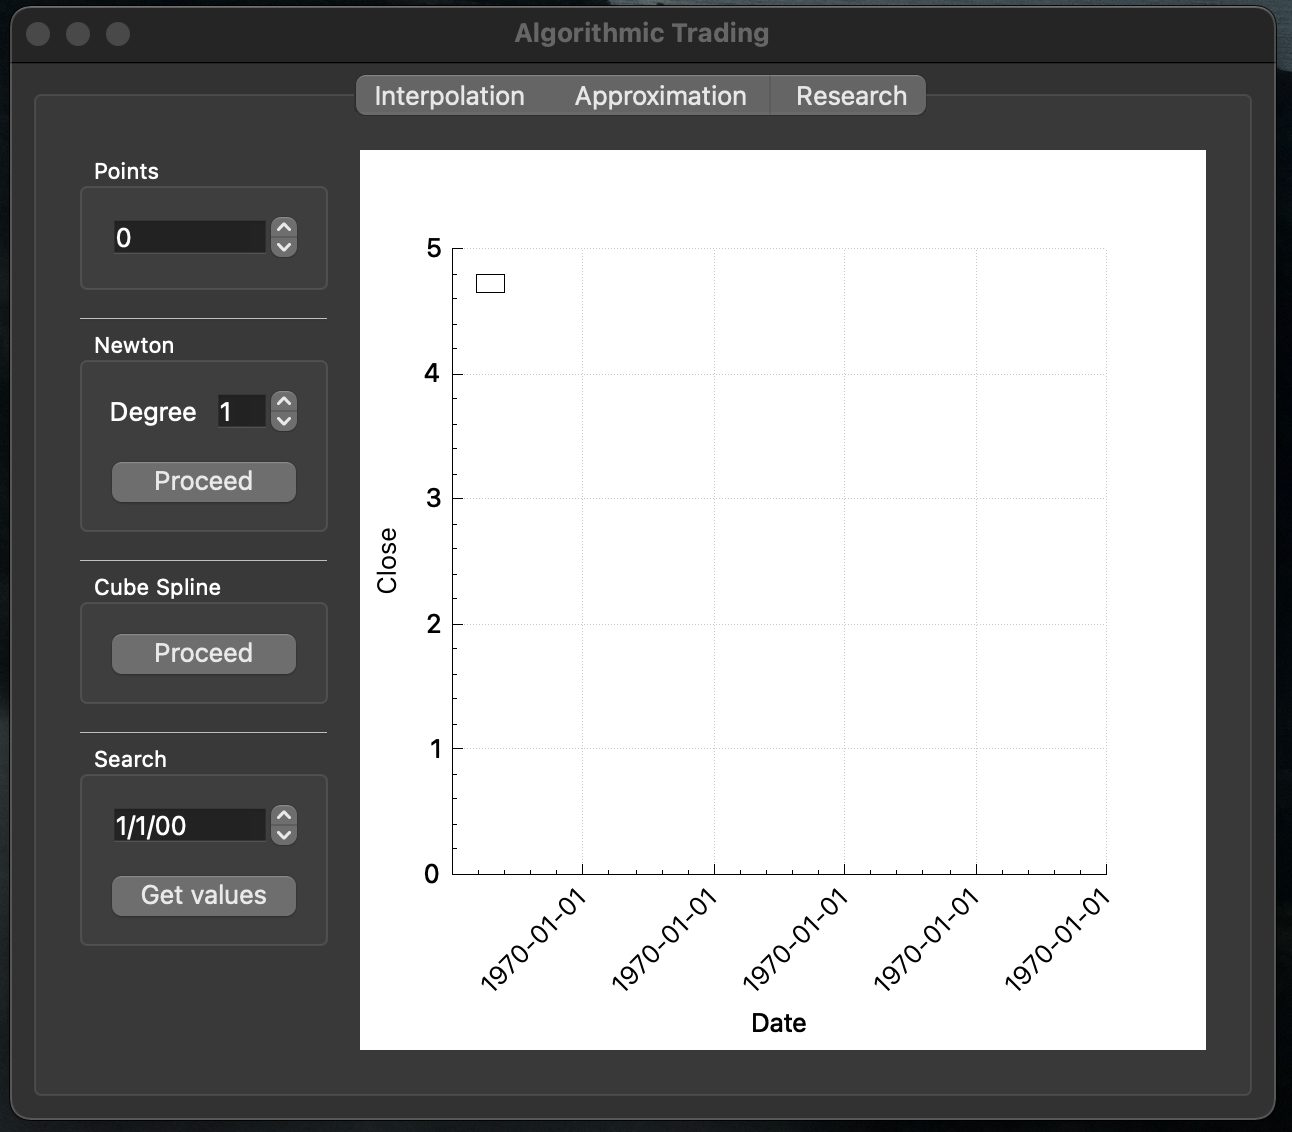 Algorithmic Trading
Interpolation Approximation Research
Points
0
Newton
Degree 1
Proceed
Cube Spline
Proceed
Search
1/1/00
Get values
5
4
3
2
1
0
Close
1970-01-01 1970-01-01 1970-01-01 1970-01-01 1970-01-01
Date